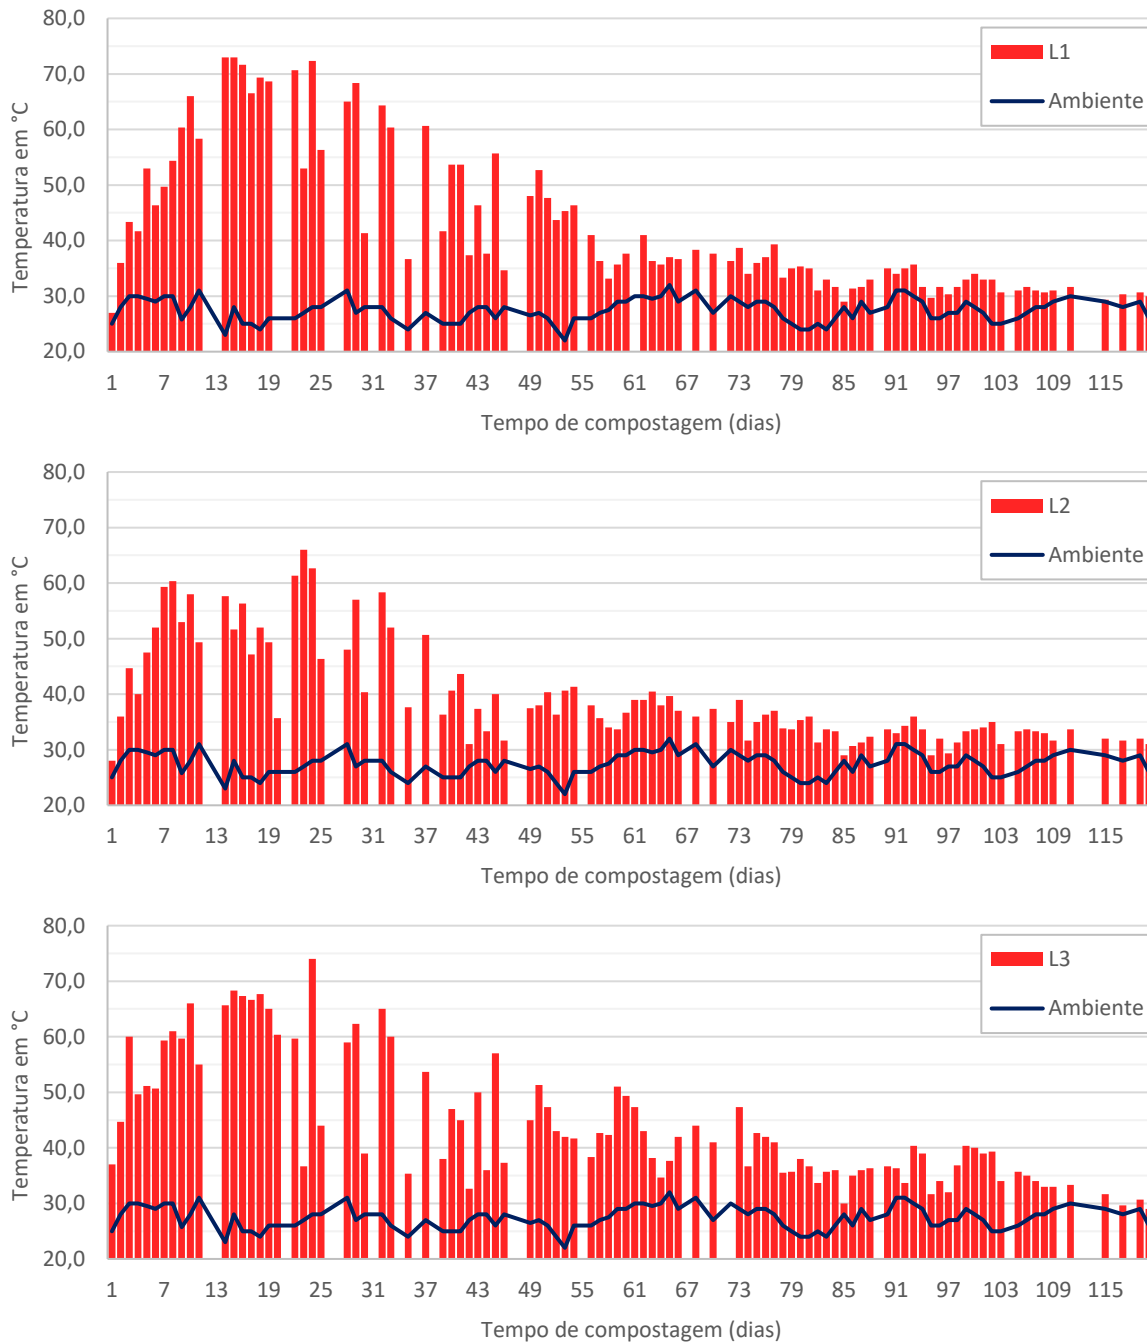 80,0
70,0
60,0
50,0
40,0
30,0
20,0
Temperatura em °C
L1
Ambiente
1 7 13 19 25 31 37 43 49 55 61 67 73 79 85 91 97 103 109 115
Tempo de compostagem (dias)
80,0
70,0
60,0
50,0
40,0
30,0
20,0
Temperatura em °C
L2
Ambiente
1 7 13 19 25 31 37 43 49 55 61 67 73 79 85 91 97 103 109 115
Tempo de compostagem (dias)
80,0
70,0
60,0
50,0
40,0
30,0
20,0
Temperatura em °C
L3
Ambiente
1 7 13 19 25 31 37 43 49 55 61 67 73 79 85 91 97 103 109 115
Tempo de compostagem (dias)